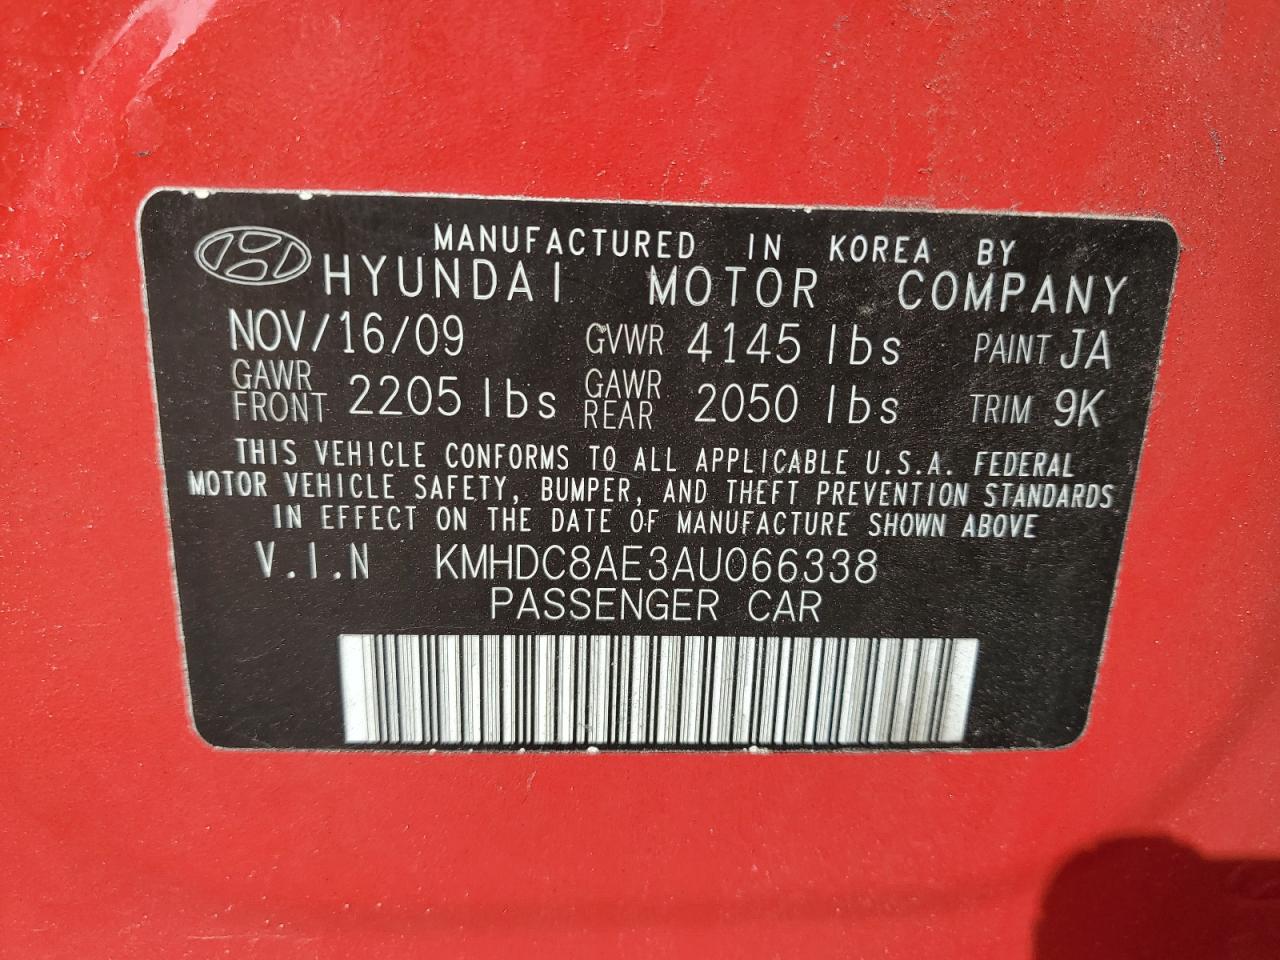 MANUFACTURED IN KOREA BY
HYUNDAI MOTOR COMPANY
NOV/16/09 GVWR 4145 lbs PAINT JA
GAWR FRONT 2205 lbs GAWR REAR 2050 lbs TRIM 9K
THIS VEHICLE CONFORMS TO ALL APPLICABLE U.S.A. FEDERAL
MOTOR VEHICLE SAFETY, BUMPER, AND THEFT PREVENTION STANDARDS
IN EFFECT ON THE DATE OF MANUFACTURE SHOWN ABOVE
V.I.N KMHDC8AE3AU066338
PASSENGER CAR